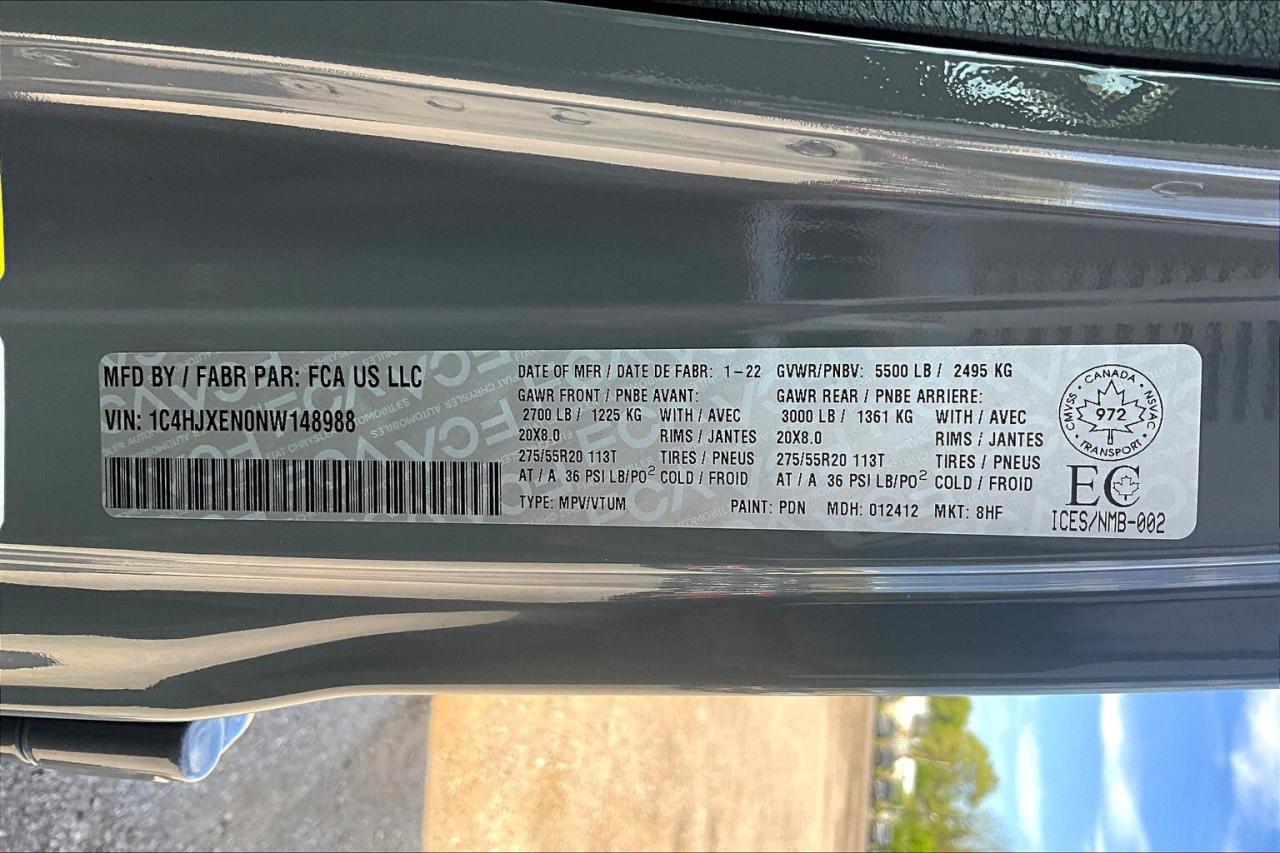 MFD BY / FABR PAR: FCA US LLC
VIN: 1C4HJXEN0NW148988
DATE OF MFR / DATE DE FABR: 1-22 GVWR/PNBV: 5500 LB / 2495 KG
GAWR FRONT / PNBE AVANT: GAWR REAR / PNBE ARRIERE:
2700 LB / 1225 KG WITH / AVEC 3000 LB / 1361 KG WITH / AVEC
20X8.0 RIMS / JANTES 20X8.0 RIMS / JANTES
275/55R20 113T TIRES / PNEUS 275/55R20 113T TIRES / PNEUS
AT / A 36 PSI LB/PO² COLD / FROID AT / A 36 PSI LB/PO² COLD / FROID
TYPE: MPV/VTUM PAINT: PDN MDH: 012412 MKT: 8HF
CANADA
CMVSS 972 NSVAC
TRANSPORT
EC
ICES/NMB-002